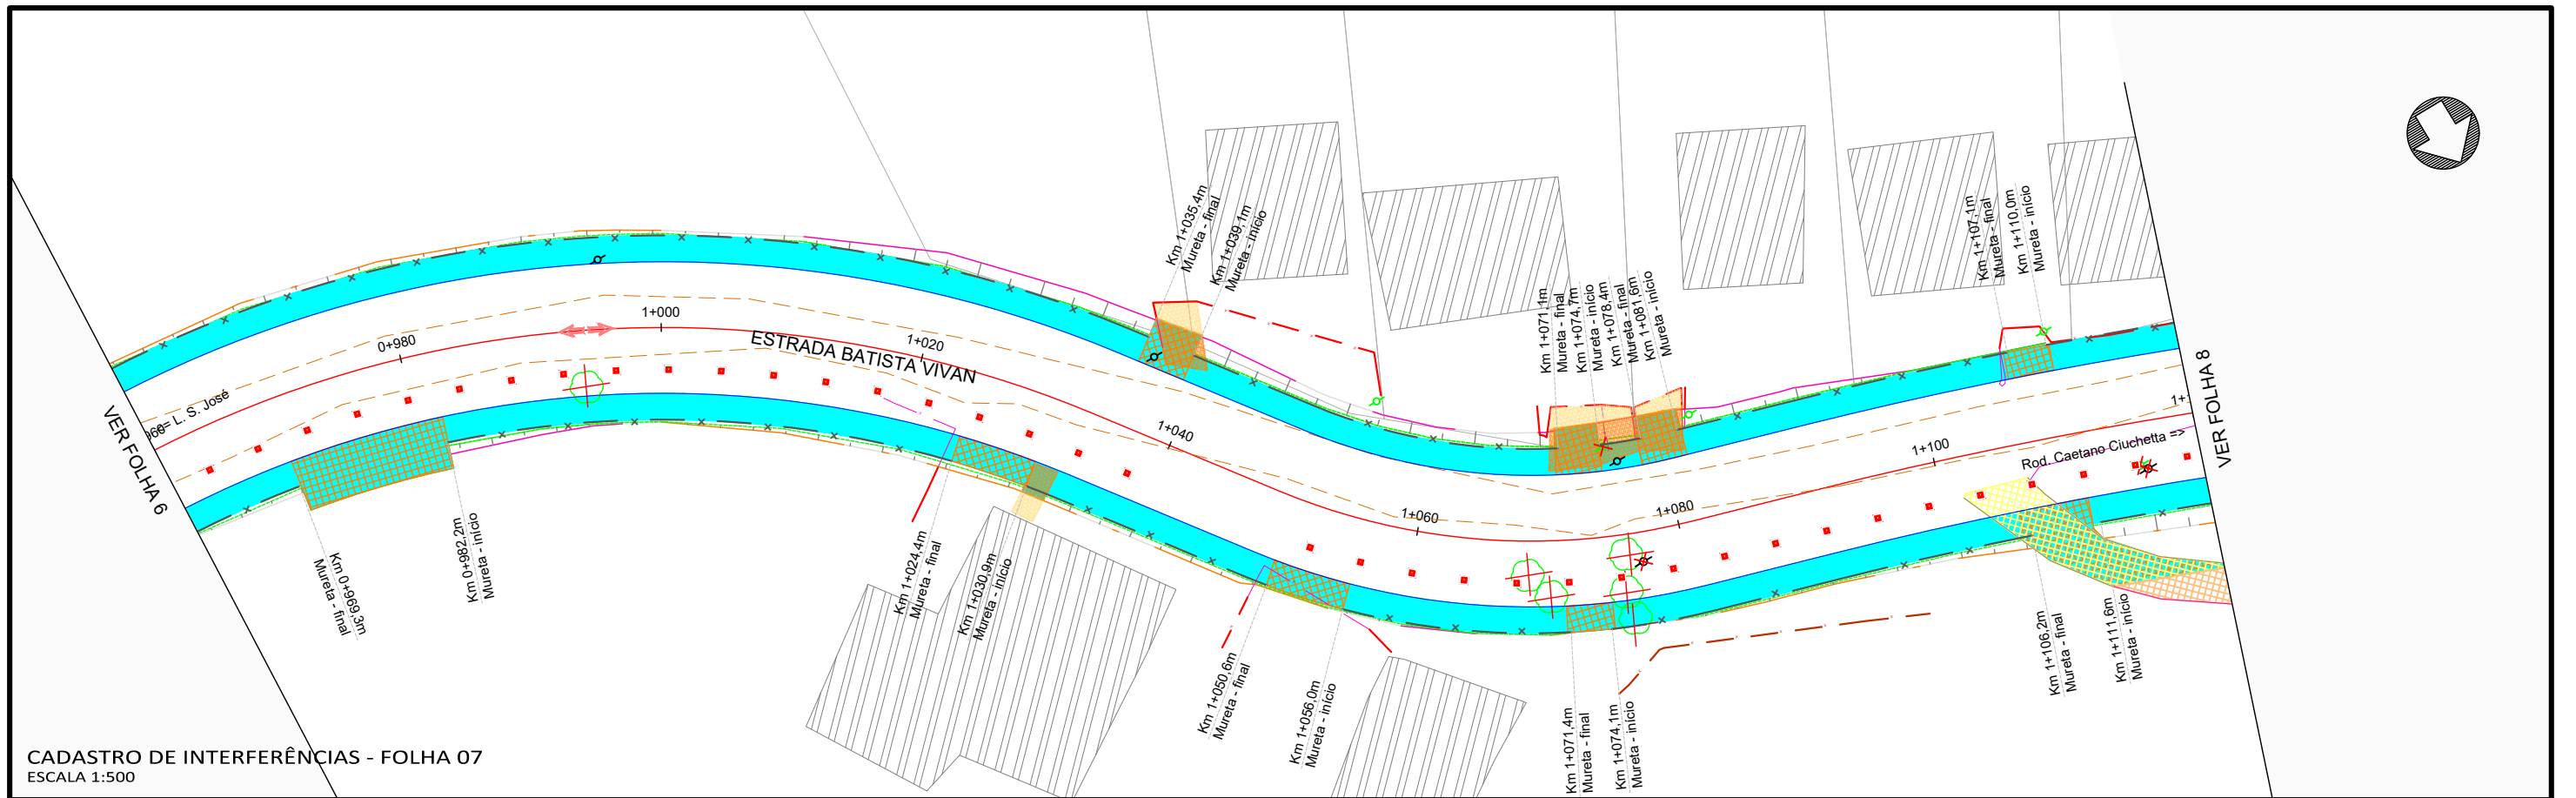 VER FOLHA 6
<= L. S. José
0+980
1+000
1+020
1+040
1+060
1+080
1+100
ESTRADA BATISTA VIVAN
Rod. Caetano Ciuchetta =>
VER FOLHA 8
Km 1+035,4m
Mureta - final
Km 1+039,1m
Mureta - início
Km 1+071,1m
Mureta - final
Km 1+074,7m
Mureta - início
Km 1+078,4m
Mureta - final
Km 1+081,6m
Mureta - início
Km 1+107,1m
Mureta - final
Km 1+110,0m
Mureta - início
Km 0+969,3m
Mureta - final
Km 0+982,2m
Mureta - início
Km 1+024,4m
Mureta - final
Km 1+030,9m
Mureta - início
Km 1+050,6m
Mureta - final
Km 1+056,0m
Mureta - início
Km 1+071,4m
Mureta - final
Km 1+074,1m
Mureta - início
Km 1+106,2m
Mureta - final
Km 1+111,6m
Mureta - início
CADASTRO DE INTERFERÊNCIAS - FOLHA 07
ESCALA 1:500